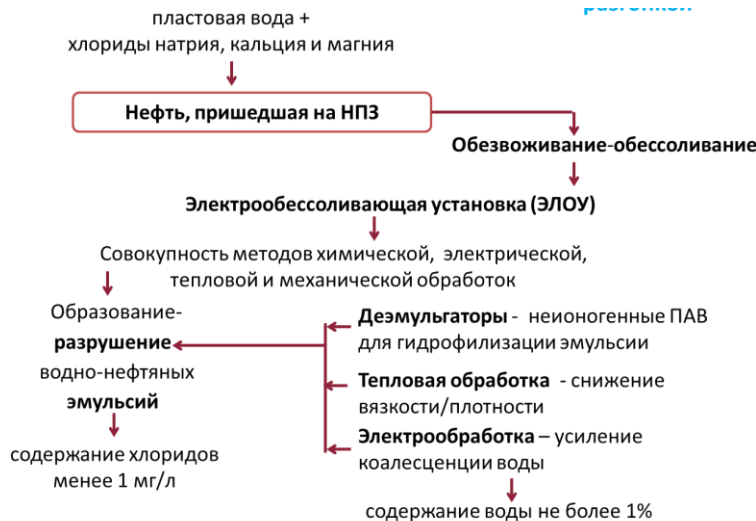 разгонкой
пластовая вода +
хлориды натрия, кальция и магния
Нефть, пришедшая на НПЗ
Обезвоживание-обессоливание
Электрообессоливающая установка (ЭЛОУ)
Совокупность методов химической, электрической,
тепловой и механической обработок
Образование-
разрушение
водно-нефтяных
эмульсий
содержание хлоридов
менее 1 мг/л
Деэмульгаторы - неионогенные ПАВ
для гидрофилизации эмульсии
Тепловая обработка - снижение
вязкости/плотности
Электрообработка – усиление
коалесценции воды
содержание воды не более 1%